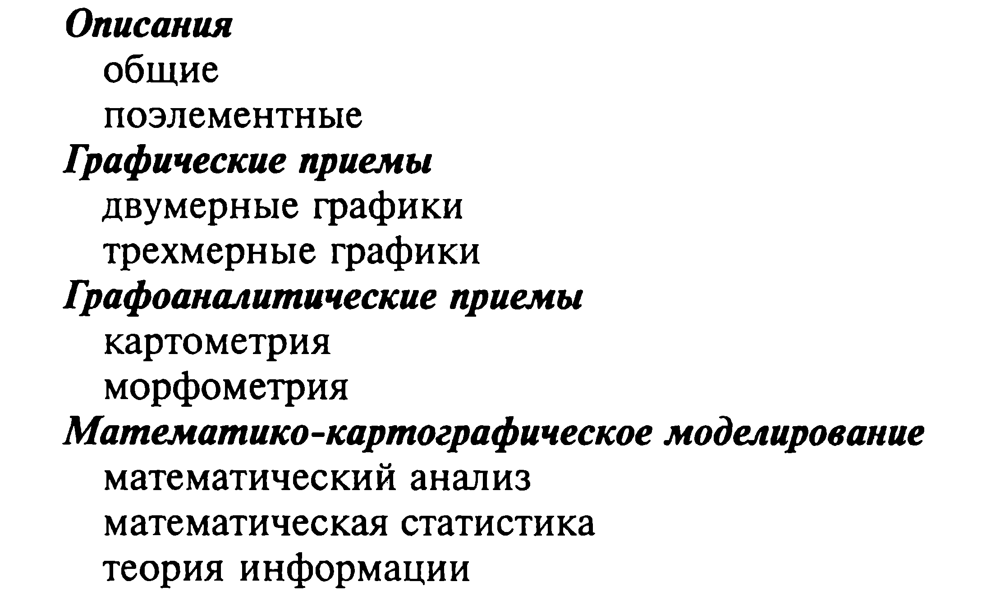 Описания
общие
поэлементные
Графические приемы
двумерные графики
трехмерные графики
Графоаналитические приемы
картометрия
морфометрия
Математико-картографическое моделирование
математический анализ
математическая статистика
теория информации